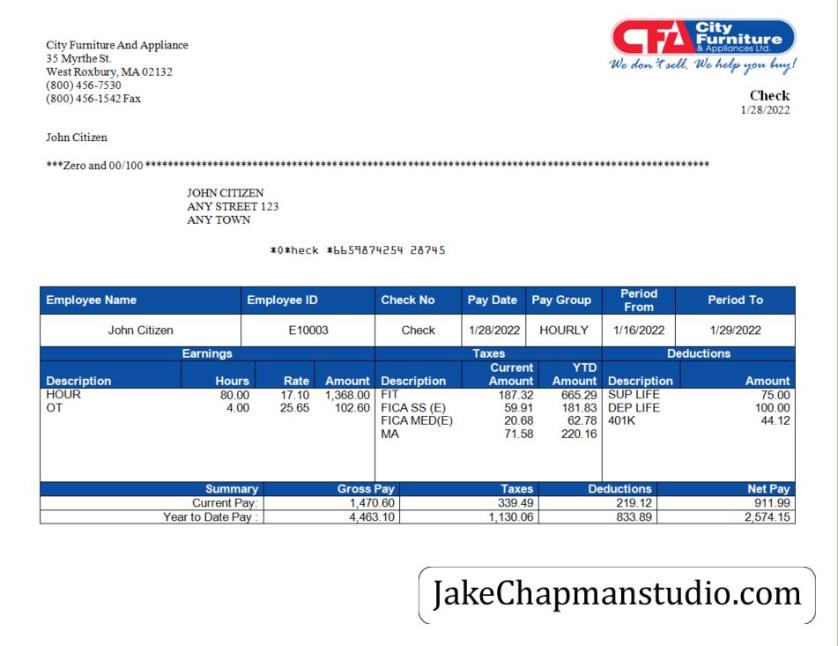 City Furniture And Appliance
35 Myrthe St.
West Roxbury, MA 02132
(800) 456-7530
(800) 456-1542 Fax
CFA City Furniture & Appliances Ltd.
We don't sell. We help you buy!
Check
1/28/2022
John Citizen
***Zero and 00/100 ****************************************************************************************************
JOHN CITIZEN
ANY STREET 123
ANY TOWN
*0*heck *6659874254 28745
Employee Name Employee ID Check No Pay Date Pay Group Period From Period To
John Citizen E10003 Check 1/28/2022 HOURLY 1/16/2022 1/29/2022
Earnings Taxes Deductions
Description Hours Rate Amount Description Current Amount YTD Amount Description Amount
HOUR 80.00 17.10 1,368.00 FIT 187.32 665.29 SUP LIFE 75.00
OT 4.00 25.65 102.60 FICA SS (E) 59.91 181.83 DEP LIFE 100.00
FICA MED(E) 20.68 62.78 401K 44.12
MA 71.58 220.16
Summary Gross Pay Taxes Deductions Net Pay
Current Pay: 1,470.60 339.49 219.12 911.99
Year to Date Pay : 4,463.10 1,130.06 833.89 2,574.15
JakeChapmanstudio.com